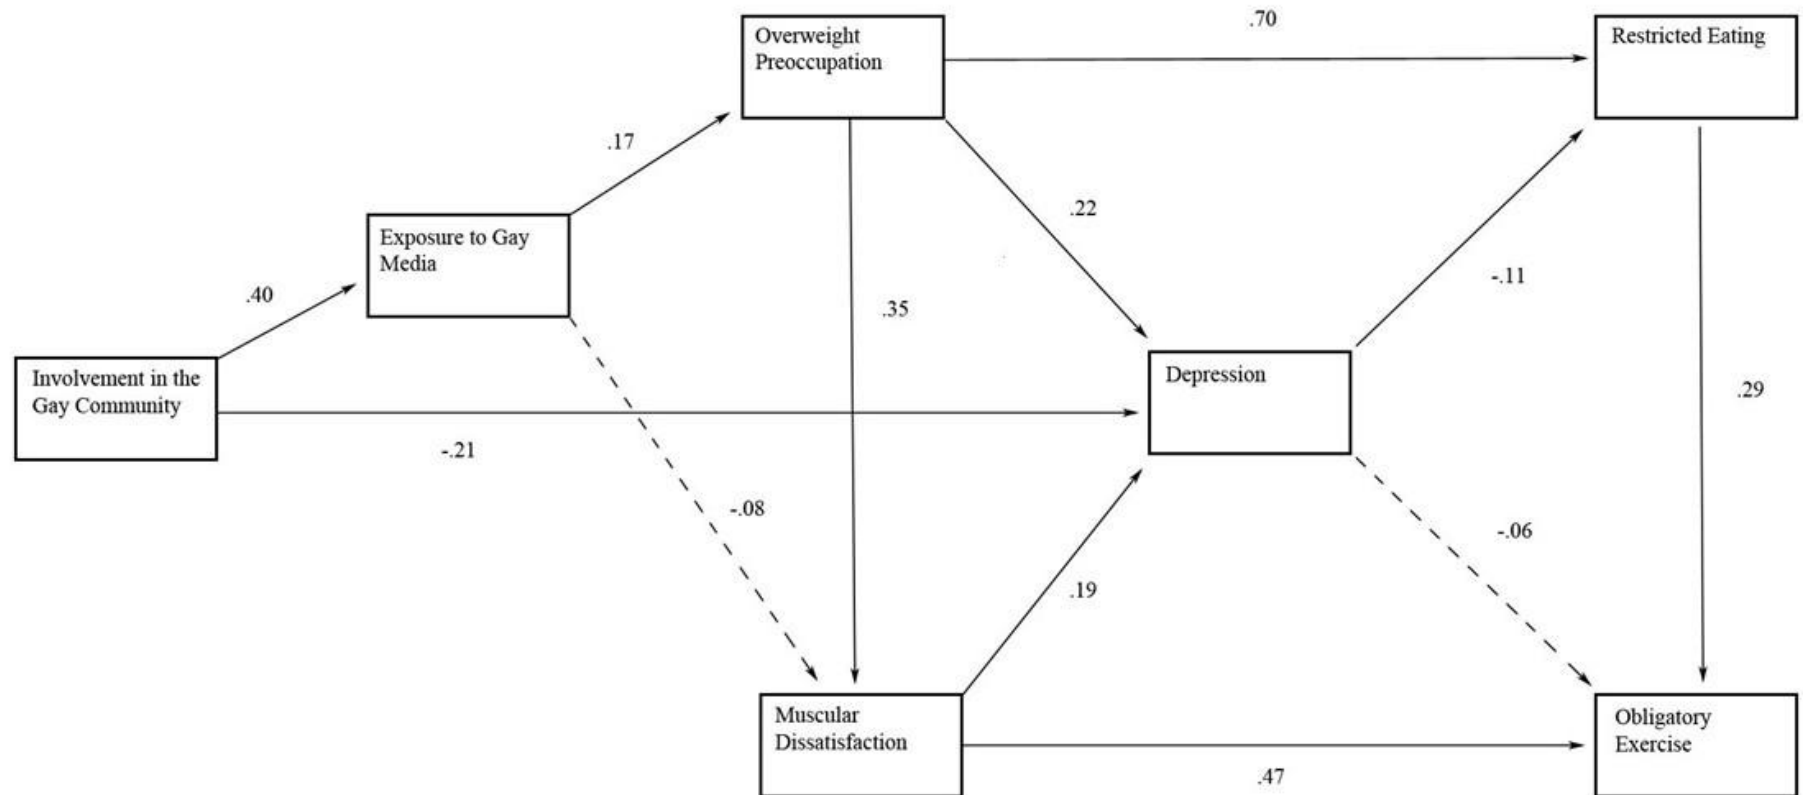 .70
Overweight
Preoccupation
Restricted Eating
.17
.22
Exposure to Gay
Media
-.11
.40
.35
Involvement in the
Gay Community
Depression
.29
-.21
-.08
-.06
.19
Muscular
Dissatisfaction
Obligatory
Exercise
.47